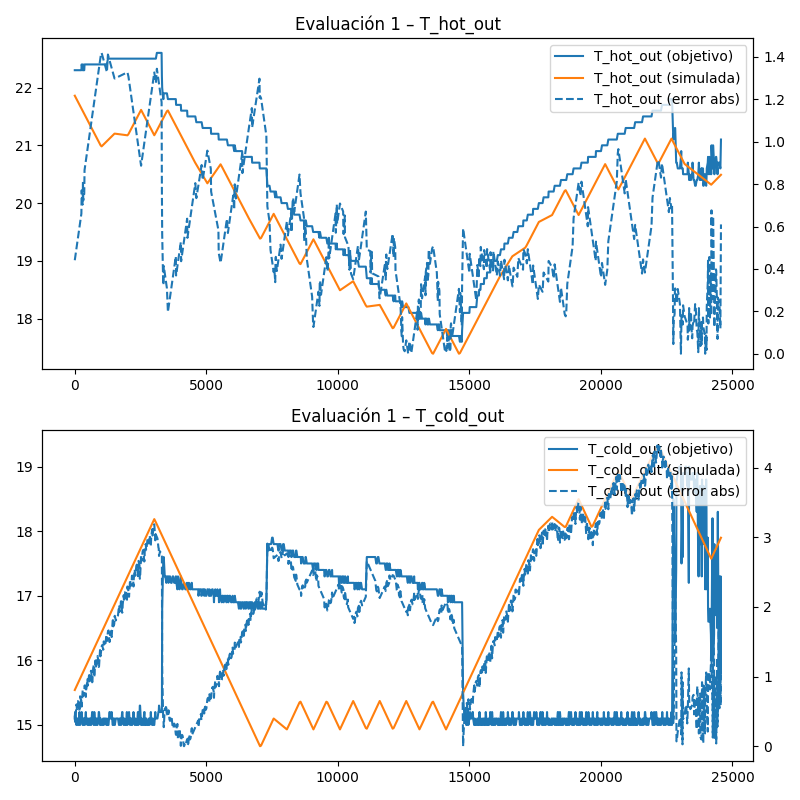 Evaluación 1 – T_hot_out
T_hot_out (objetivo)
T_hot_out (simulada)
T_hot_out (error abs)
22
21
20
19
18
1.4
1.2
1.0
0.8
0.6
0.4
0.2
0.0
0 5000 10000 15000 20000 25000
Evaluación 1 – T_cold_out
T_cold_out (objetivo)
T_cold_out (simulada)
T_cold_out (error abs)
19
18
17
16
15
4
3
2
1
0
0 5000 10000 15000 20000 25000